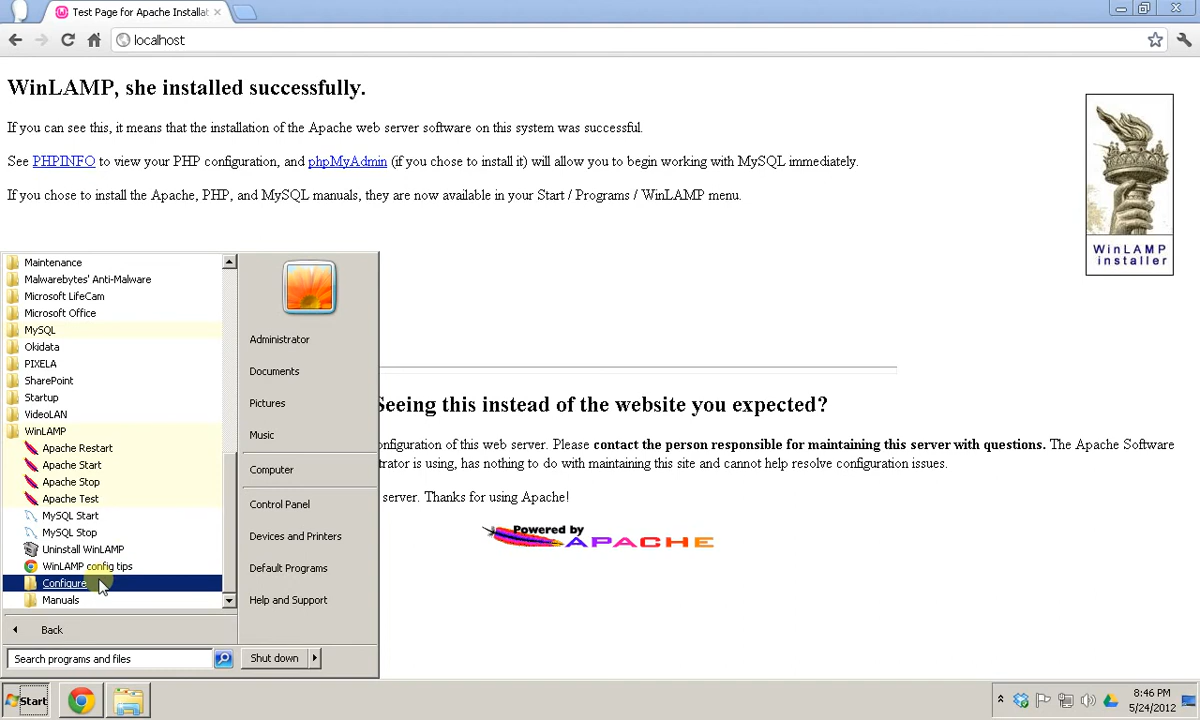 Test Page for Apache Installat
localhost
WinLAMP, she installed successfully.
If you can see this, it means that the installation of the Apache web server software on this system was successful.
See PHPINFO to view your PHP configuration, and phpMyAdmin (if you chose to install it) will allow you to begin working with MySQL immediately.
If you chose to install the Apache, PHP, and MySQL manuals, they are now available in your Start / Programs / WinLAMP menu.
WinLAMP
installer
Seeing this instead of the website you expected?
onfiguration of this web server. Please contact the person responsible for maintaining this server with questions. The Apache Software
trator is using, has nothing to do with maintaining this site and cannot help resolve configuration issues.
server. Thanks for using Apache!
Powered by
APACHE
Maintenance
Malwarebytes' Anti-Malware
Microsoft LifeCam
Microsoft Office
MySQL
Okidata
PIXELA
SharePoint
Startup
VideoLAN
WinLAMP
Apache Restart
Apache Start
Apache Stop
Apache Test
MySQL Start
MySQL Stop
Uninstall WinLAMP
WinLAMP config tips
Configure
Manuals
Back
Search programs and files
Administrator
Documents
Pictures
Music
Computer
Control Panel
Devices and Printers
Default Programs
Help and Support
Shut down
Start
8:46 PM
5/24/2012